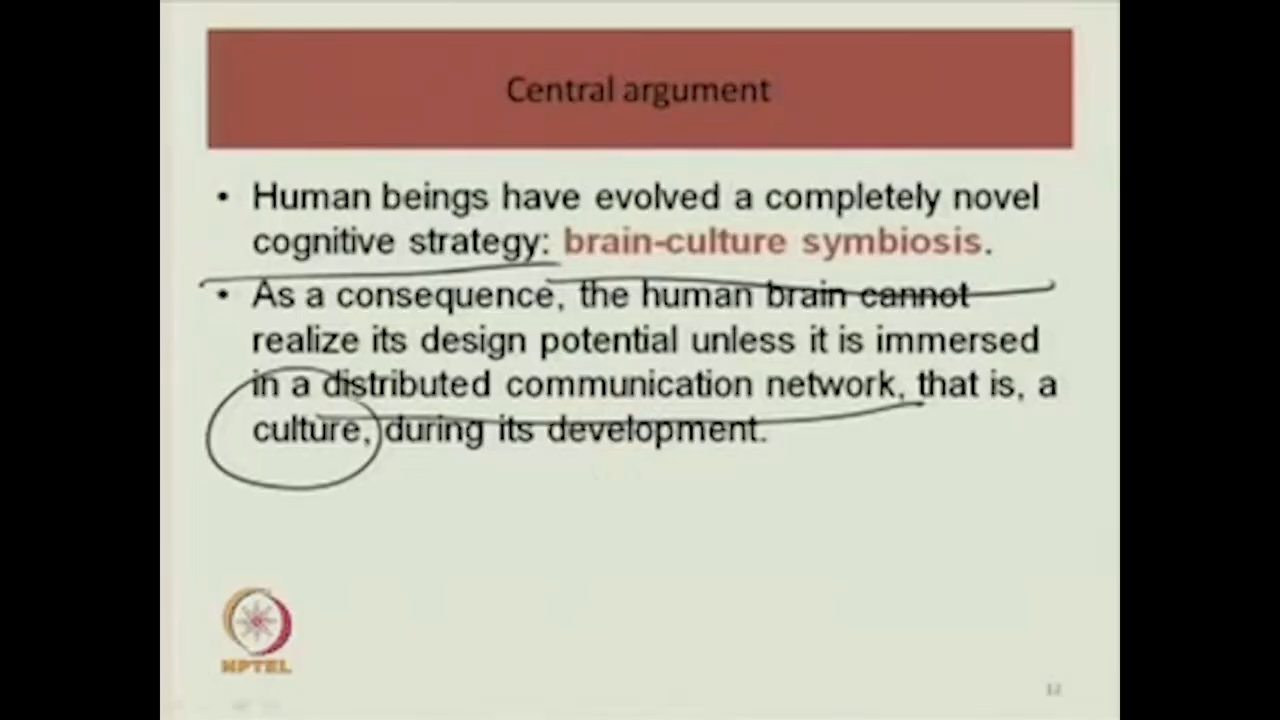 Central argument
• Human beings have evolved a completely novel
cognitive strategy: brain-culture symbiosis.
• As a consequence, the human brain cannot
realize its design potential unless it is immersed
in a distributed communication network, that is, a
culture, during its development.
NPTEL
12